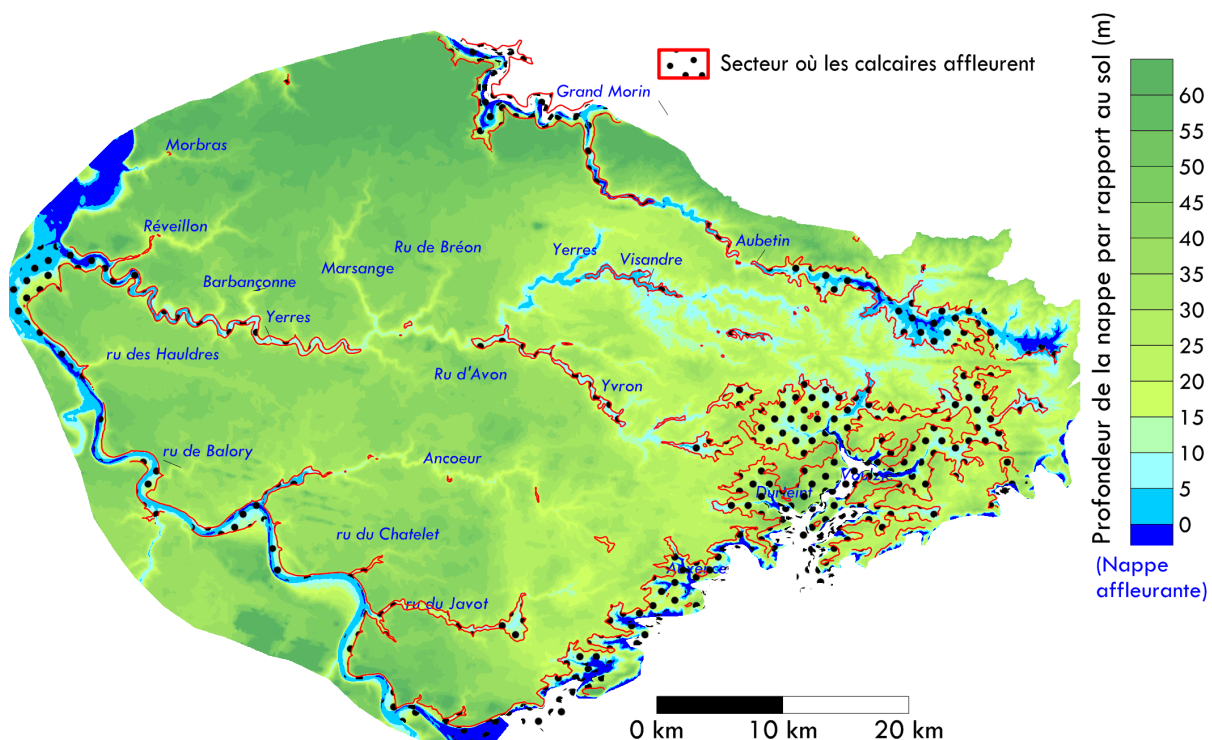 Secteur où les calcaires affleurent
Grand Morin
Morbras
Réveillon
Ru de Bréon
Yerres
Aubetin
Visandre
Marsange
Barbançonne
Yerres
ru des Hauldres
Ru d'Avon
Yvron
ru de Balory
Ancoeur
Voulzie
Durteint
ru du Chatelet
Auxence
ru du Javot
0 km
10 km
20 km
Profondeur de la nappe par rapport au sol (m)
60
55
50
45
40
35
30
25
20
15
10
5
0
(Nappe
affleurante)